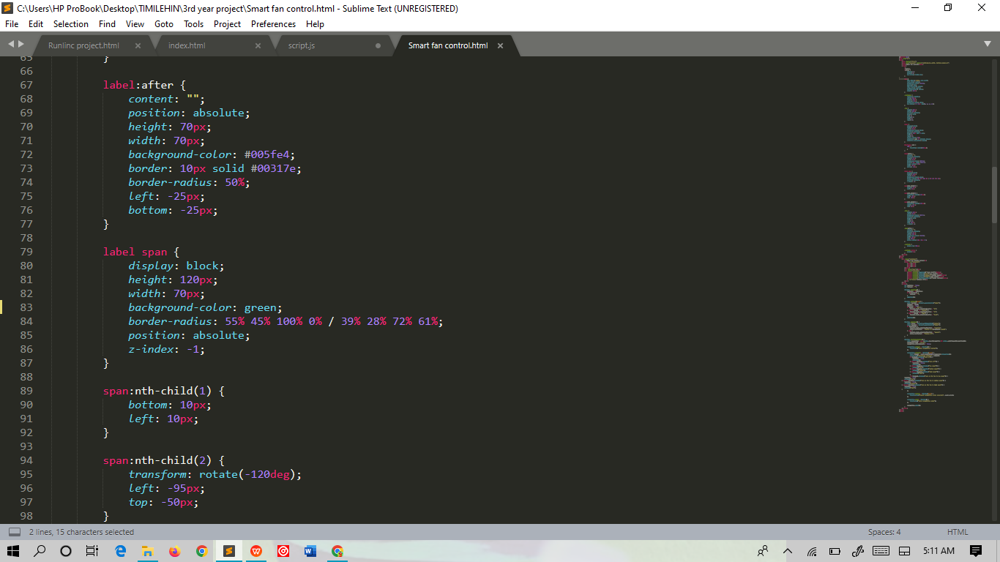 C:\Users\HP ProBook\Desktop\TIMILEHIN\3rd year project\Smart fan control.html - Sublime Text (UNREGISTERED)
File Edit Selection Find View Goto Tools Project Preferences Help
Runlinc project.html index.html script.js Smart fan control.html
65 }
66
67 label:after {
68 content: "";
69 position: absolute;
70 height: 70px;
71 width: 70px;
72 background-color: #005fe4;
73 border: 10px solid #00317e;
74 border-radius: 50%;
75 left: -25px;
76 bottom: -25px;
77 }
78
79 label span {
80 display: block;
81 height: 120px;
82 width: 70px;
83 background-color: green;
84 border-radius: 55% 45% 100% 0% / 39% 28% 72% 61%;
85 position: absolute;
86 z-index: -1;
87 }
88
89 span:nth-child(1) {
90 bottom: 10px;
91 left: 10px;
92 }
93
94 span:nth-child(2) {
95 transform: rotate(-120deg);
96 left: -95px;
97 top: -50px;
98 }
2 lines, 15 characters selected Spaces: 4 HTML
5:11 AM